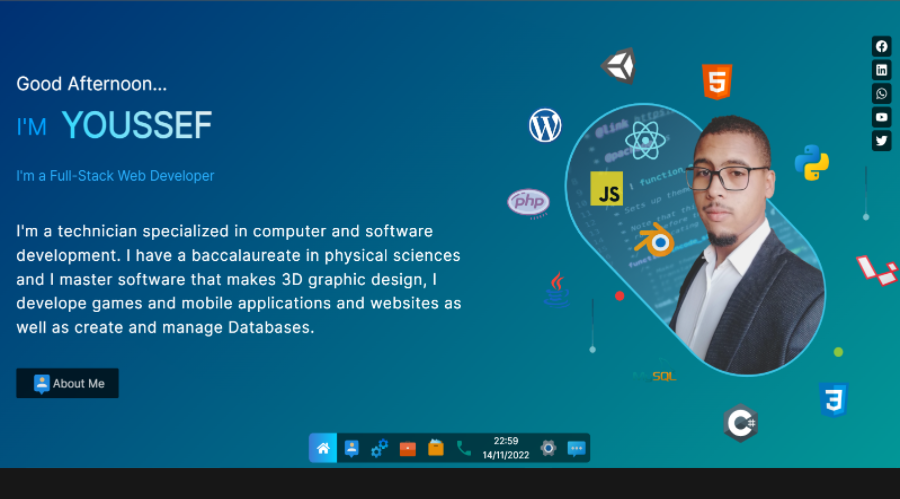 Good Afternoon...
I'M YOUSSEF
I'm a Full-Stack Web Developer
I'm a technician specialized in computer and software
development. I have a baccalaureate in physical sciences
and I master software that makes 3D graphic design, I
develope games and mobile applications and websites as
well as create and manage Databases.
About Me
5
JS
php
SQL
3
C#
22:59
14/11/2022